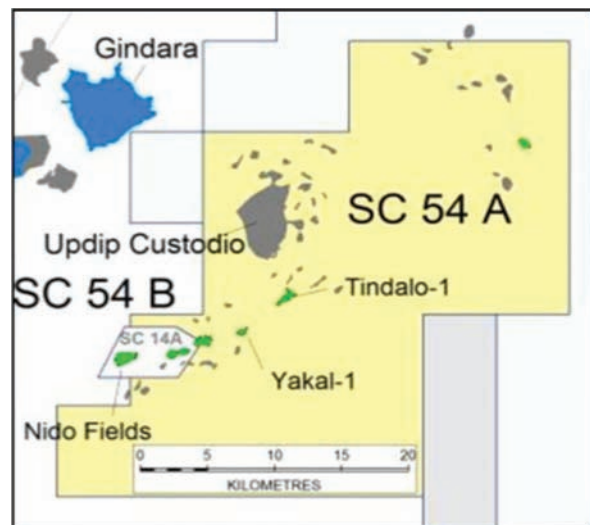 Gindara
SC 54 A
Updip Custodio
Tindalo-1
SC 54 B
SC 14A
Yakal-1
Nido Fields
0 5 10 15 20
KILOMETRES